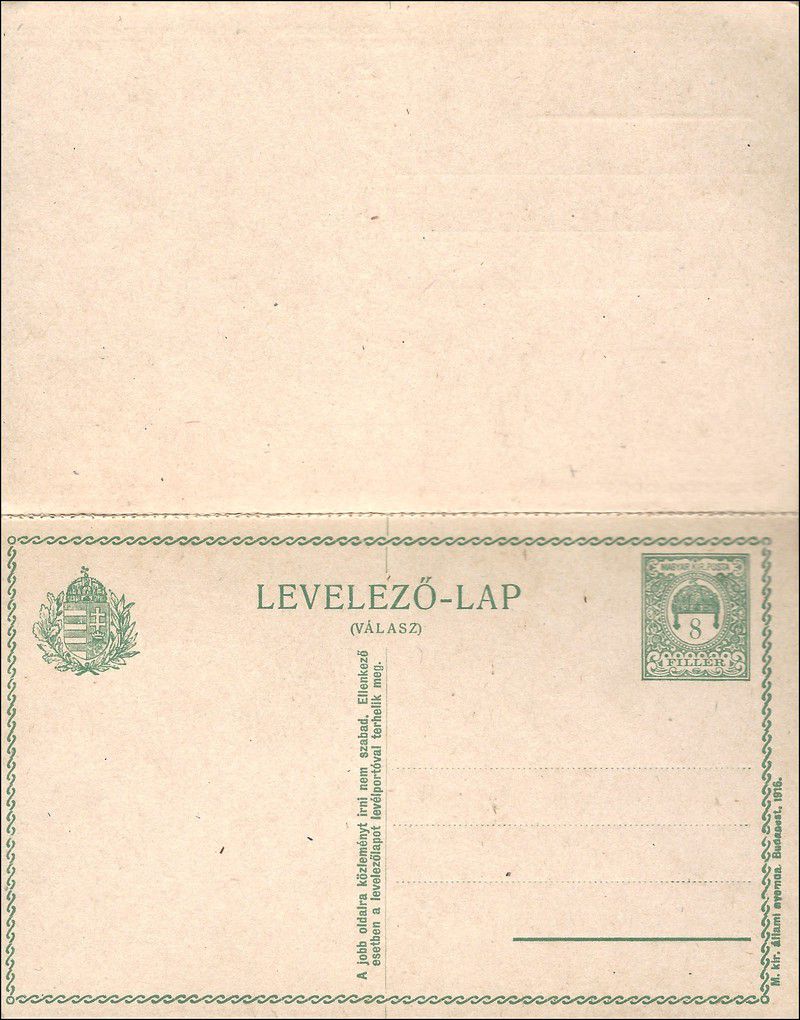 LEVELEZŐ-LAP
(VÁLASZ)
MAGYAR KIR. POSTA
8
FILLÉR
A jobb oldalra közleményt irni nem szabad. Ellenkező
esetben a levelezőlapot levélportóval terhelik meg.
M. kir. állami nyomda. Budapest, 1916.